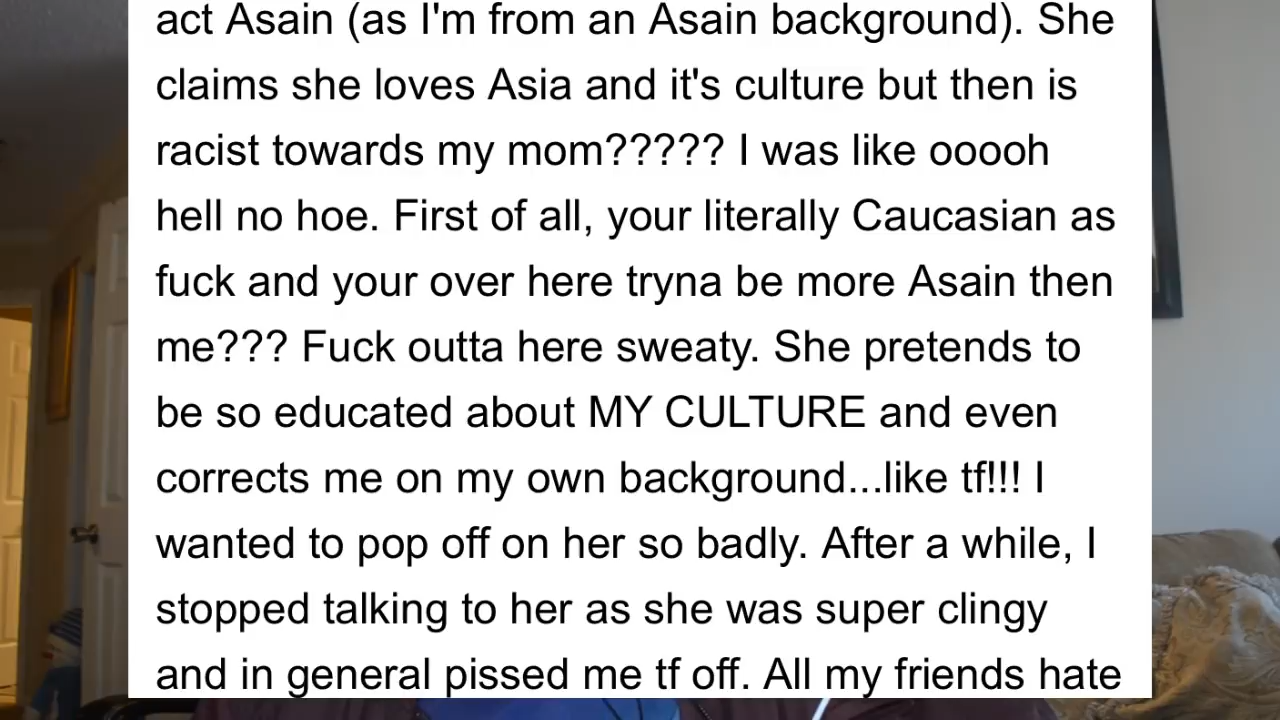 act Asain (as I'm from an Asain background). She
claims she loves Asia and it's culture but then is
racist towards my mom????? I was like ooooh
hell no hoe. First of all, your literally Caucasian as
fuck and your over here tryna be more Asain then
me??? Fuck outta here sweaty. She pretends to
be so educated about MY CULTURE and even
corrects me on my own background...like tf!!! I
wanted to pop off on her so badly. After a while, I
stopped talking to her as she was super clingy
and in general pissed me tf off. All my friends hate